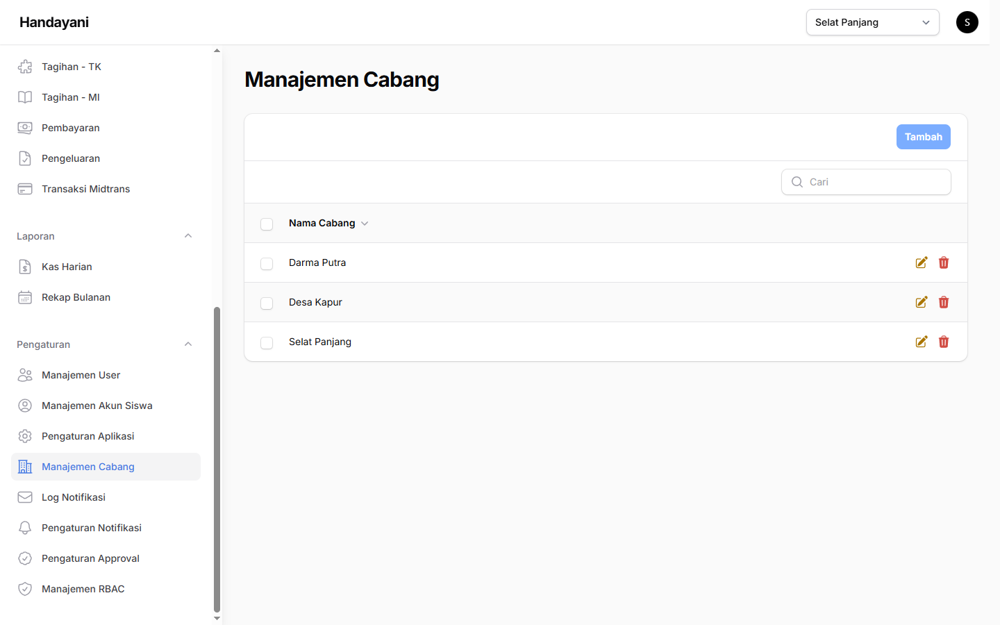 Handayani
Selat Panjang
S
Tagihan - TK
Tagihan - MI
Pembayaran
Pengeluaran
Transaksi Midtrans
Laporan
Kas Harian
Rekap Bulanan
Pengaturan
Manajemen User
Manajemen Akun Siswa
Pengaturan Aplikasi
Manajemen Cabang
Log Notifikasi
Pengaturan Notifikasi
Pengaturan Approval
Manajemen RBAC
Manajemen Cabang
Tambah
Cari
Nama Cabang
Darma Putra
Desa Kapur
Selat Panjang